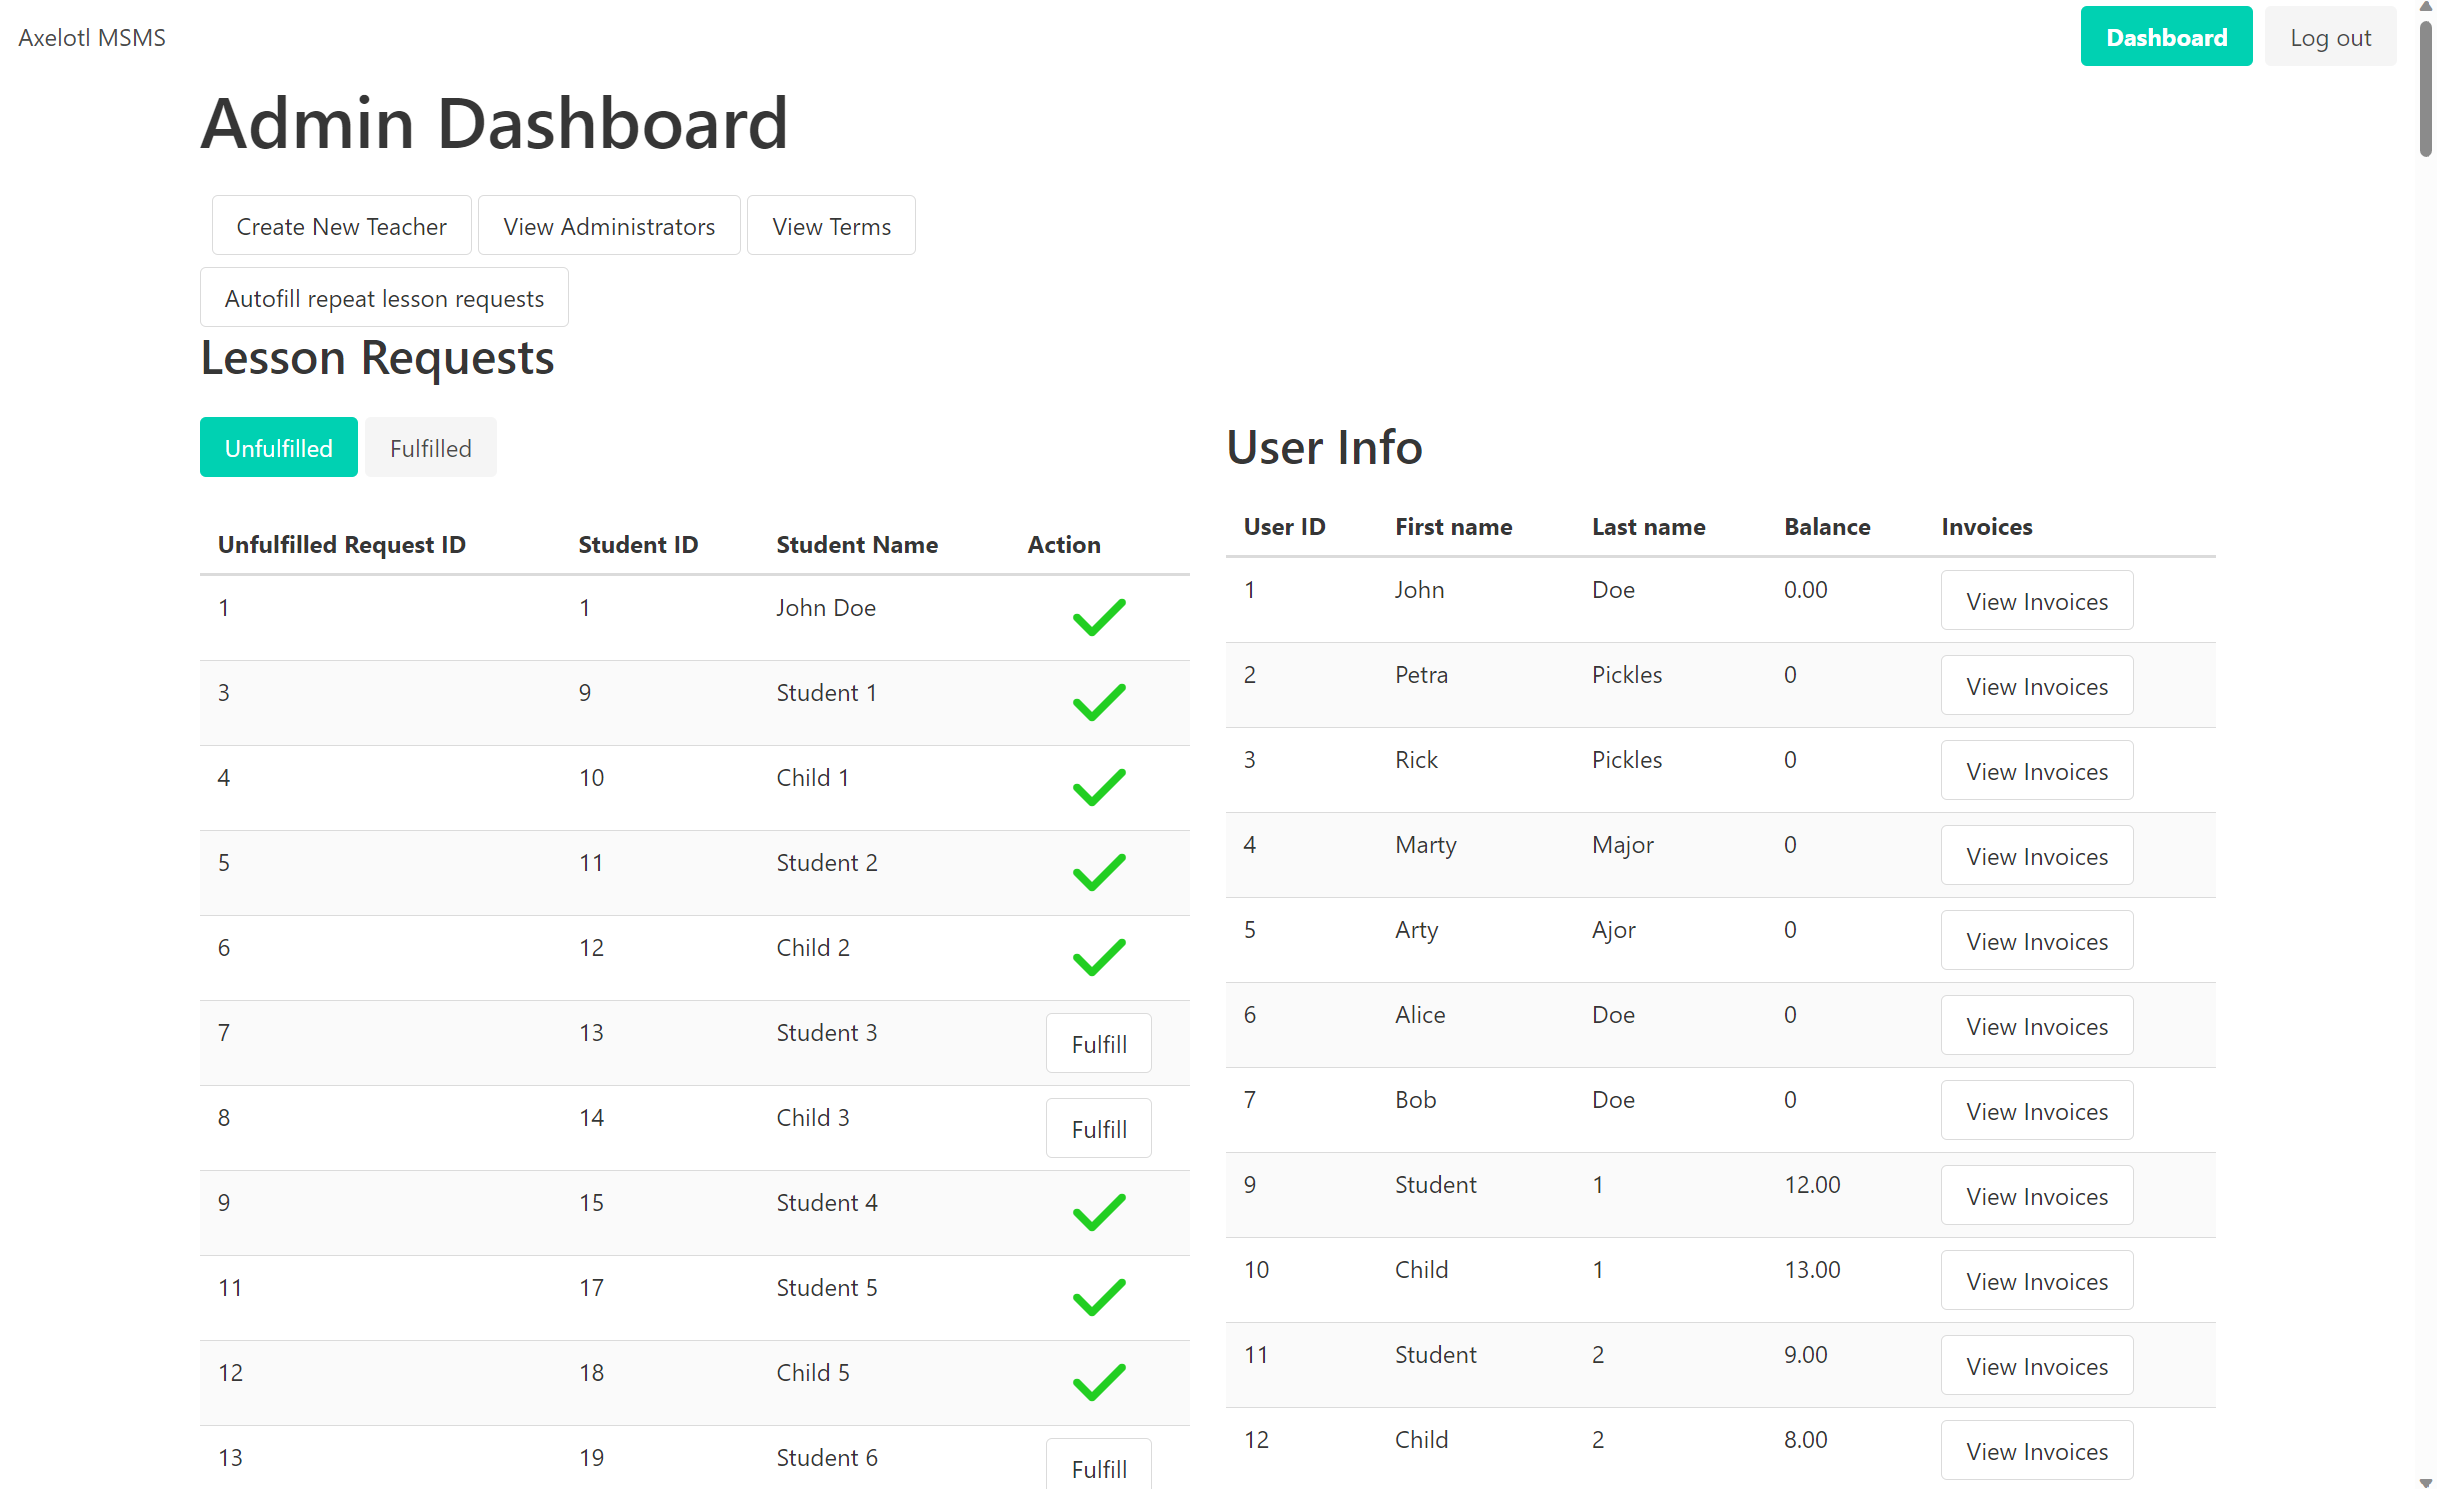 Axelotl MSMS
Dashboard
Log out
Admin Dashboard
Create New Teacher
View Administrators
View Terms
Autofill repeat lesson requests
Lesson Requests
Unfulfilled
Fulfilled
Unfulfilled Request ID Student ID Student Name Action
1 1 John Doe
3 9 Student 1
4 10 Child 1
5 11 Student 2
6 12 Child 2
7 13 Student 3 Fulfill
8 14 Child 3 Fulfill
9 15 Student 4
11 17 Student 5
12 18 Child 5
13 19 Student 6 Fulfill
User Info
User ID First name Last name Balance Invoices
1 John Doe 0.00 View Invoices
2 Petra Pickles 0 View Invoices
3 Rick Pickles 0 View Invoices
4 Marty Major 0 View Invoices
5 Arty Ajor 0 View Invoices
6 Alice Doe 0 View Invoices
7 Bob Doe 0 View Invoices
9 Student 1 12.00 View Invoices
10 Child 1 13.00 View Invoices
11 Student 2 9.00 View Invoices
12 Child 2 8.00 View Invoices